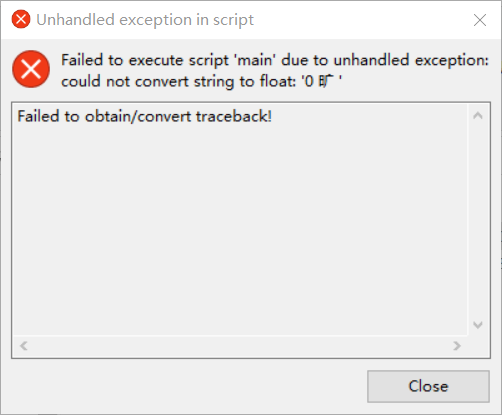 Unhandled exception in script
Failed to execute script 'main' due to unhandled exception:
could not convert string to float: '0 旷 '
Failed to obtain/convert traceback!
Close